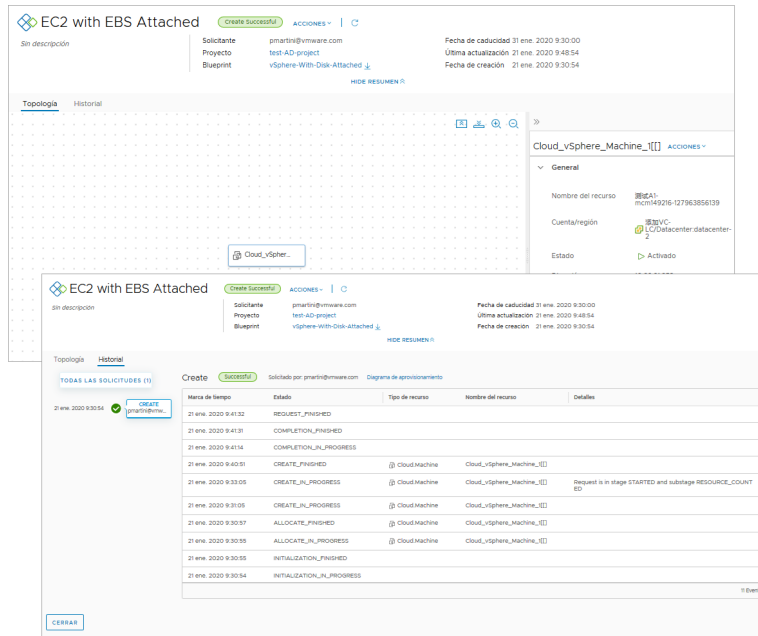 EC2 with EBS Attached
Create Successful
ACCIONES
Sin descripción
Solicitante pmartini@vmware.com
Proyecto test-AD-project
Blueprint vSphere-With-Disk-Attached
Fecha de caducidad 31 ene. 2020 9:30:00
Última actualización 21 ene. 2020 9:48:54
Fecha de creación 21 ene. 2020 9:30:54
HIDE RESUMEN
Topología Historial
Cloud_vSpher...
Cloud_vSphere_Machine_1[[] ACCIONES
General
Nombre del recurso 测试A1-
mcm149216-127963856139
Cuenta/región 添加VC-
LC/Datacenter:datacenter-
2
Estado Activado
EC2 with EBS Attached
Create Successful
ACCIONES
Sin descripción
Solicitante pmartini@vmware.com
Proyecto test-AD-project
Blueprint vSphere-With-Disk-Attached
Fecha de caducidad 31 ene. 2020 9:30:00
Última actualización 21 ene. 2020 9:48:54
Fecha de creación 21 ene. 2020 9:30:54
HIDE RESUMEN
Topología Historial
TODAS LAS SOLICITUDES (1)
21 ene. 2020 9:30:54
CREATE
pmartini@vmw...
Create Successful Solicitado por: pmartini@vmware.com Diagrama de aprovisionamiento
Marca de tiempo Estado Tipo de recurso Nombre del recurso Detalles
21 ene. 2020 9:41:32 REQUEST_FINISHED
21 ene. 2020 9:41:31 COMPLETION_FINISHED
21 ene. 2020 9:41:14 COMPLETION_IN_PROGRESS
21 ene. 2020 9:40:51 CREATE_FINISHED Cloud.Machine Cloud_vSphere_Machine_1[[]
21 ene. 2020 9:33:05 CREATE_IN_PROGRESS Cloud.Machine Cloud_vSphere_Machine_1[[] Request is in stage STARTED and substage RESOURCE_COUNT
ED
21 ene. 2020 9:31:05 CREATE_IN_PROGRESS Cloud.Machine Cloud_vSphere_Machine_1[[]
21 ene. 2020 9:30:57 ALLOCATE_FINISHED Cloud.Machine Cloud_vSphere_Machine_1[[]
21 ene. 2020 9:30:55 ALLOCATE_IN_PROGRESS Cloud.Machine Cloud_vSphere_Machine_1[[]
21 ene. 2020 9:30:55 INITIALIZATION_FINISHED
21 ene. 2020 9:30:54 INITIALIZATION_IN_PROGRESS
CERRAR